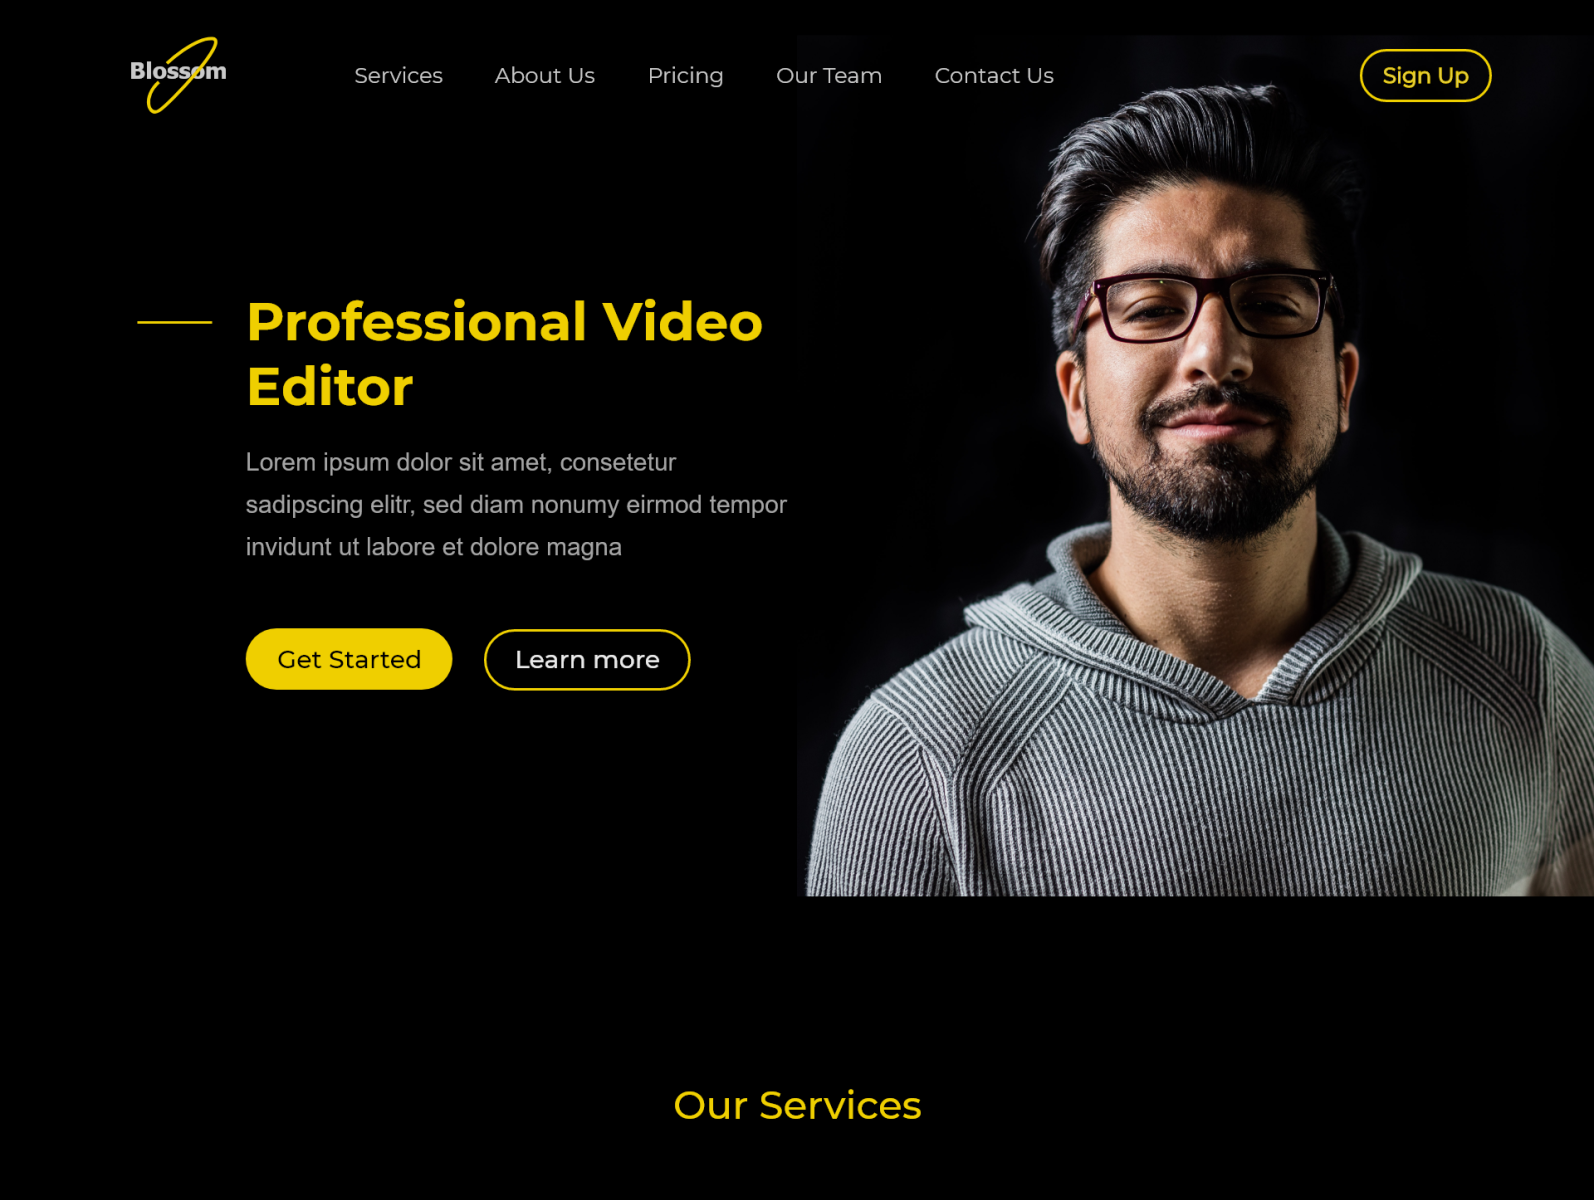 Blossom
Services
About Us
Pricing
Our Team
Contact Us
Sign Up
Professional Video
Editor
Lorem ipsum dolor sit amet, consetetur
sadipscing elitr, sed diam nonumy eirmod tempor
invidunt ut labore et dolore magna
Get Started
Learn more
Our Services